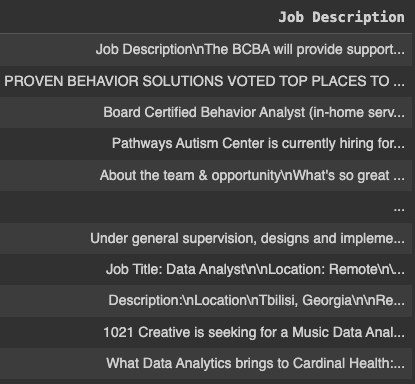 Job Description
Job Description\nThe BCBA will provide support...
PROVEN BEHAVIOR SOLUTIONS VOTED TOP PLACES TO ...
Board Certified Behavior Analyst (in-home serv...
Pathways Autism Center is currently hiring for...
About the team & opportunity\nWhat's so great ...
...
Under general supervision, designs and impleme...
Job Title: Data Analyst\n\nLocation: Remote\n\...
Description:\nLocation\nTbilisi, Georgia\n\nRe...
1021 Creative is seeking for a Music Data Anal...
What Data Analytics brings to Cardinal Health:...